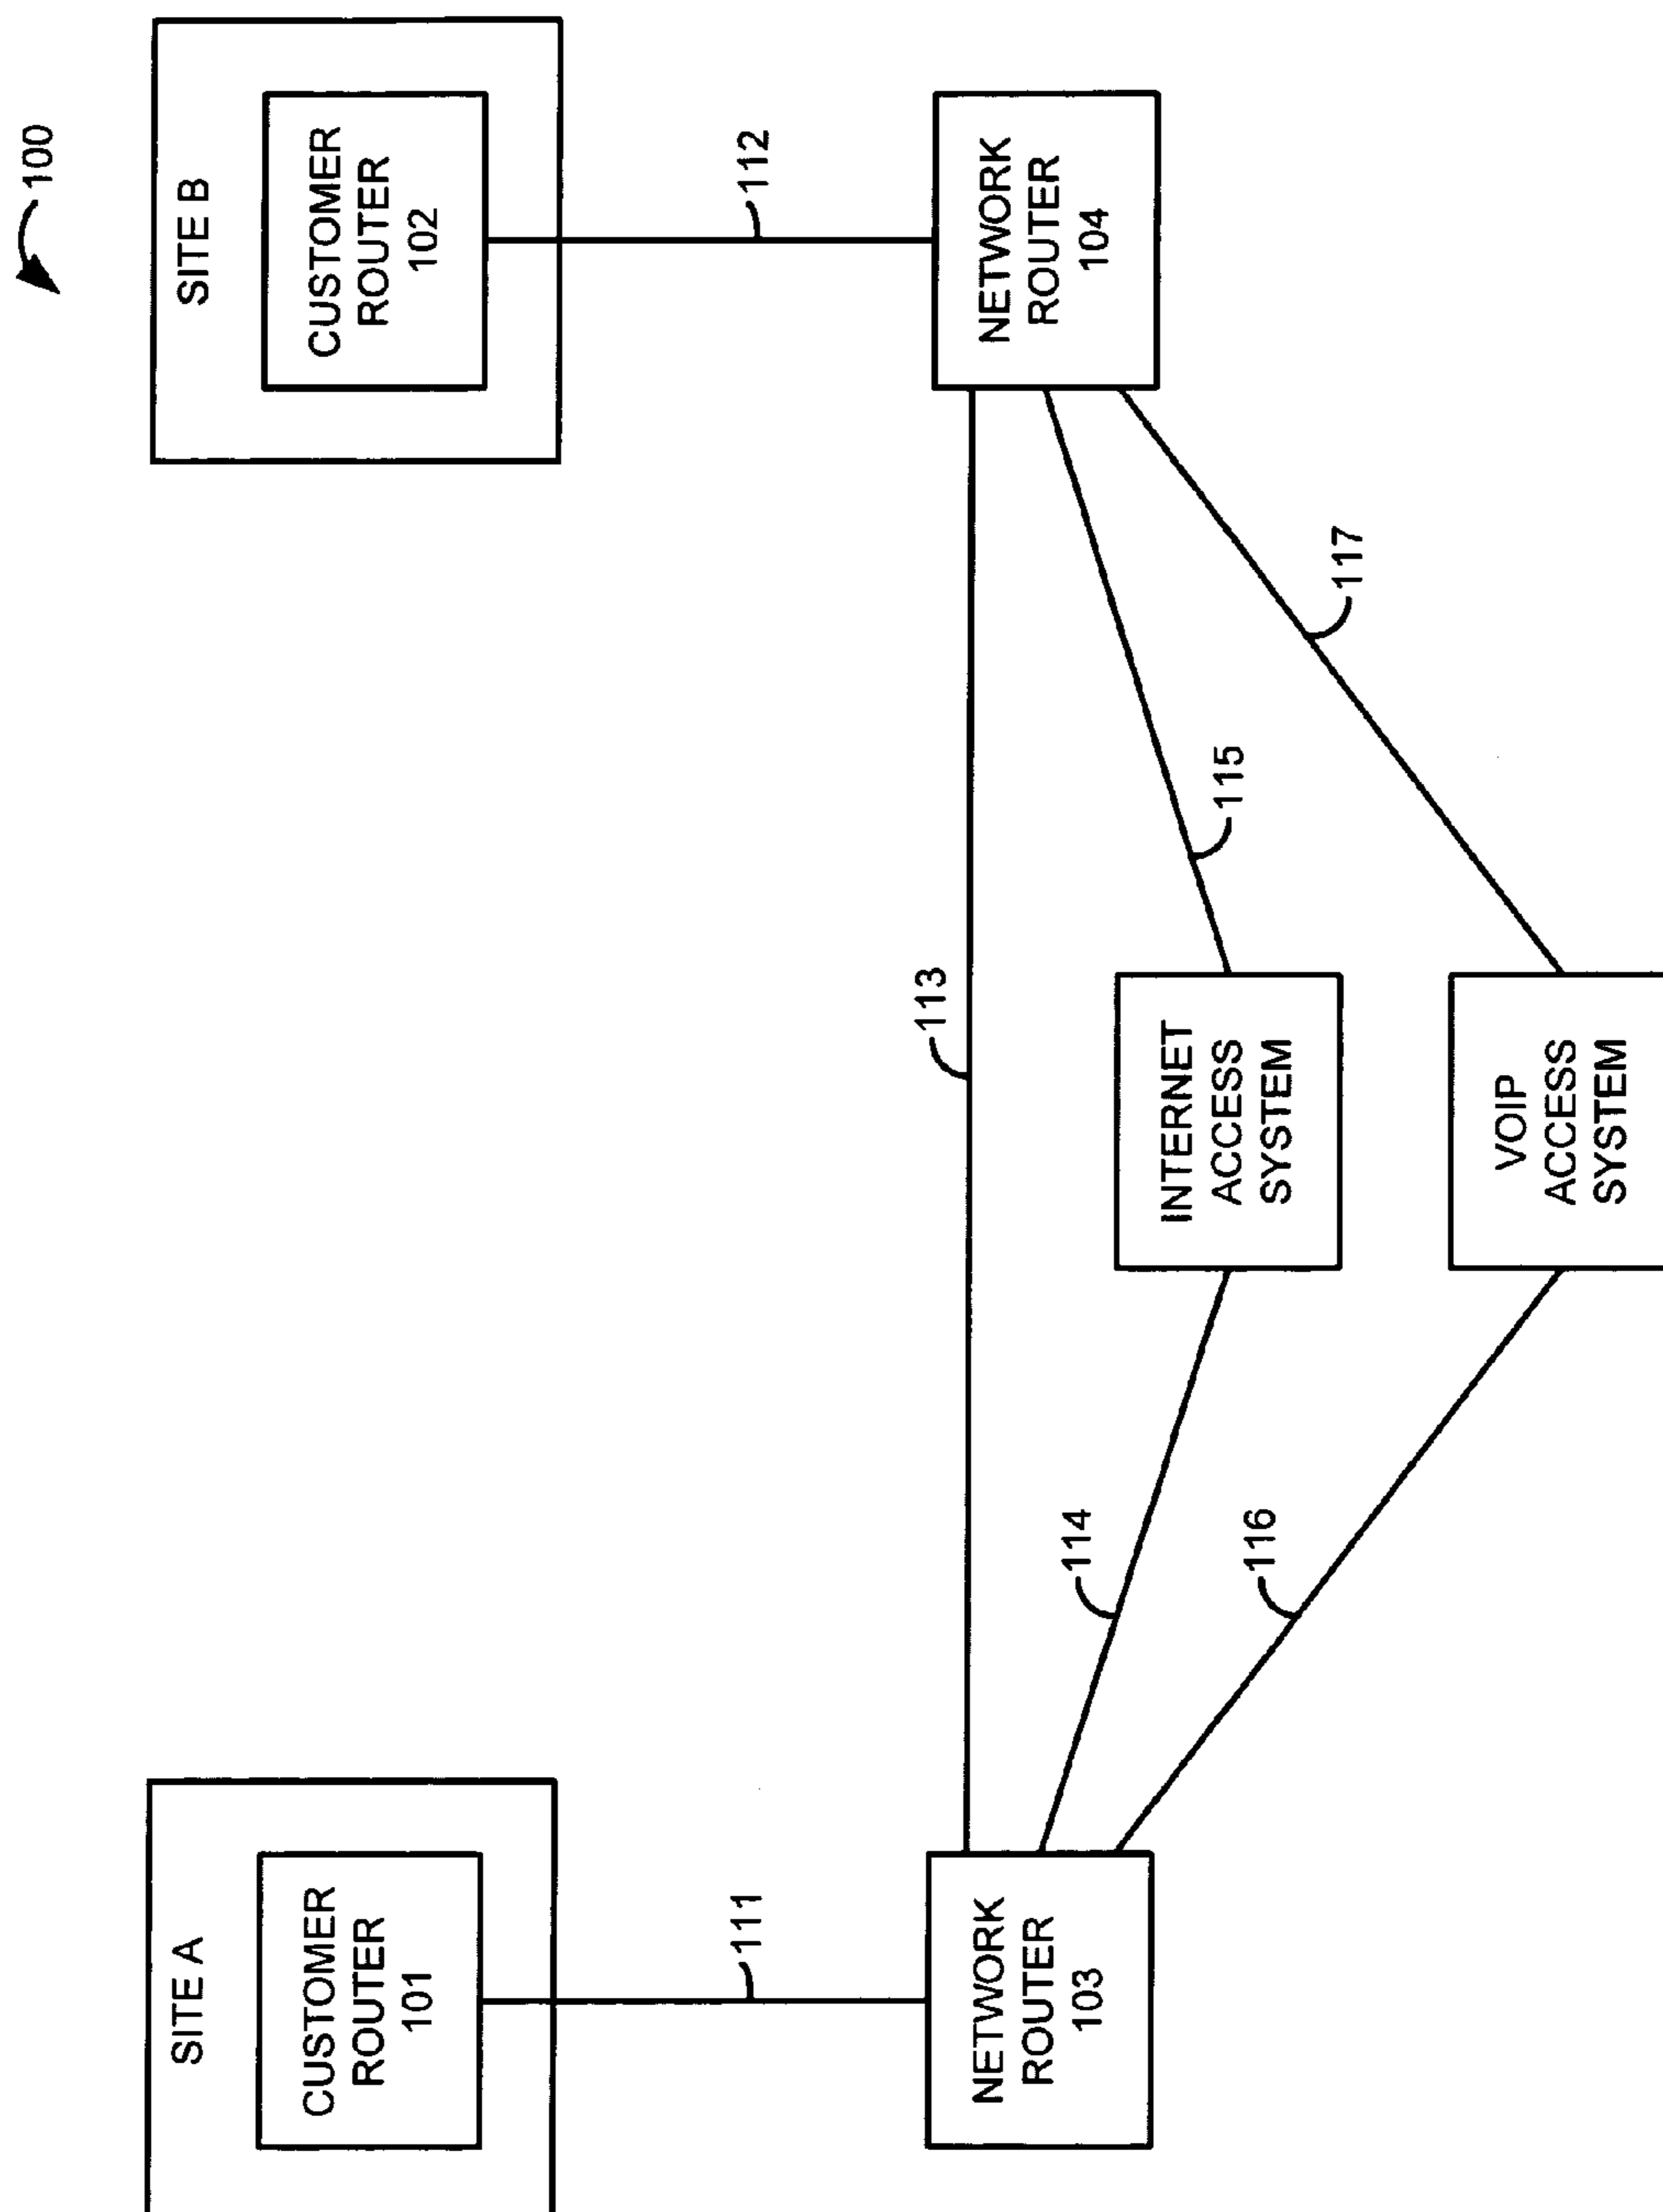 100
SITE A
CUSTOMER
ROUTER
101
SITE B
CUSTOMER
ROUTER
102
111
112
NETWORK
ROUTER
103
113
NETWORK
ROUTER
104
114
115
INTERNET
ACCESS
SYSTEM
116
117
VOIP
ACCESS
SYSTEM